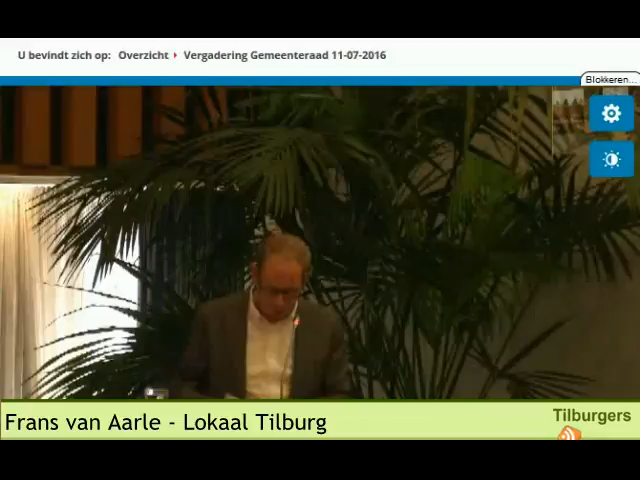 U bevindt zich op: Overzicht Vergadering Gemeenteraad 11-07-2016
Blokkeren...
Frans van Aarle - Lokaal Tilburg
Tilburgers